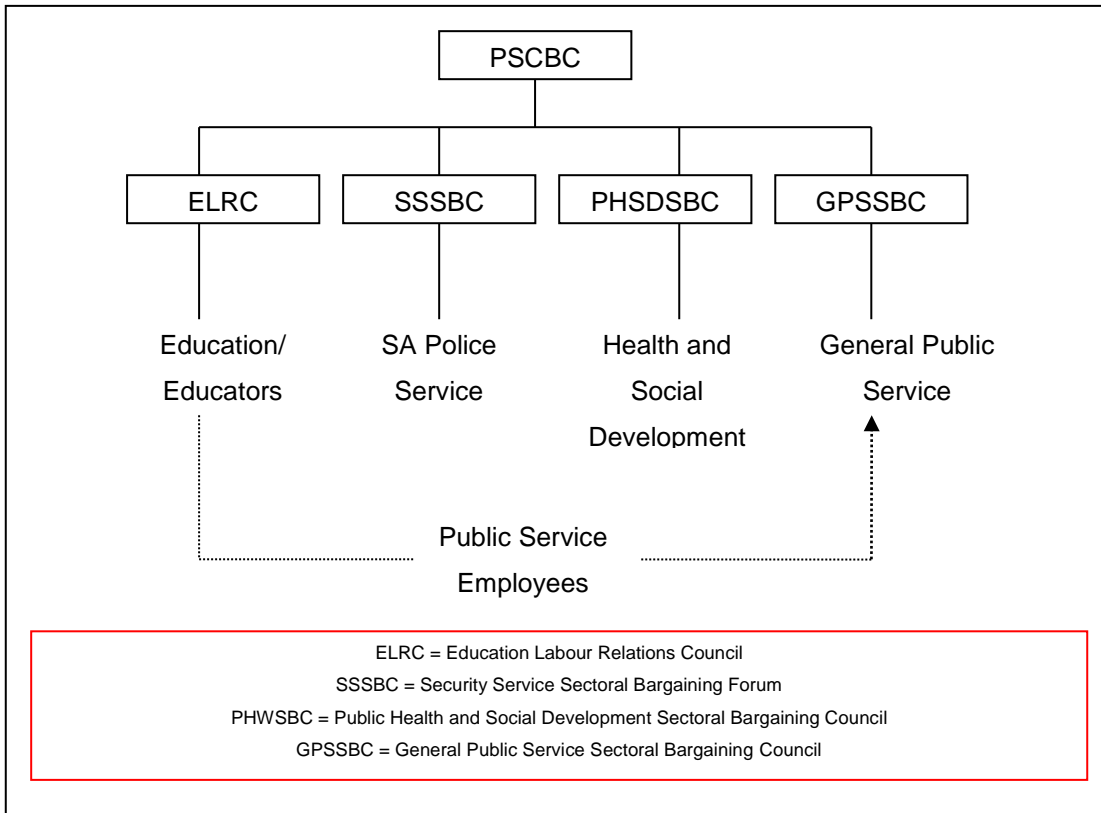 PSCBC
ELRC
SSSBC
PHSDSBC
GPSSBC
Education/
Educators
SA Police
Service
Health and
Social
Development
General Public
Service
Public Service
Employees
ELRC = Education Labour Relations Council
SSSBC = Security Service Sectoral Bargaining Forum
PHWSBC = Public Health and Social Development Sectoral Bargaining Council
GPSSBC = General Public Service Sectoral Bargaining Council